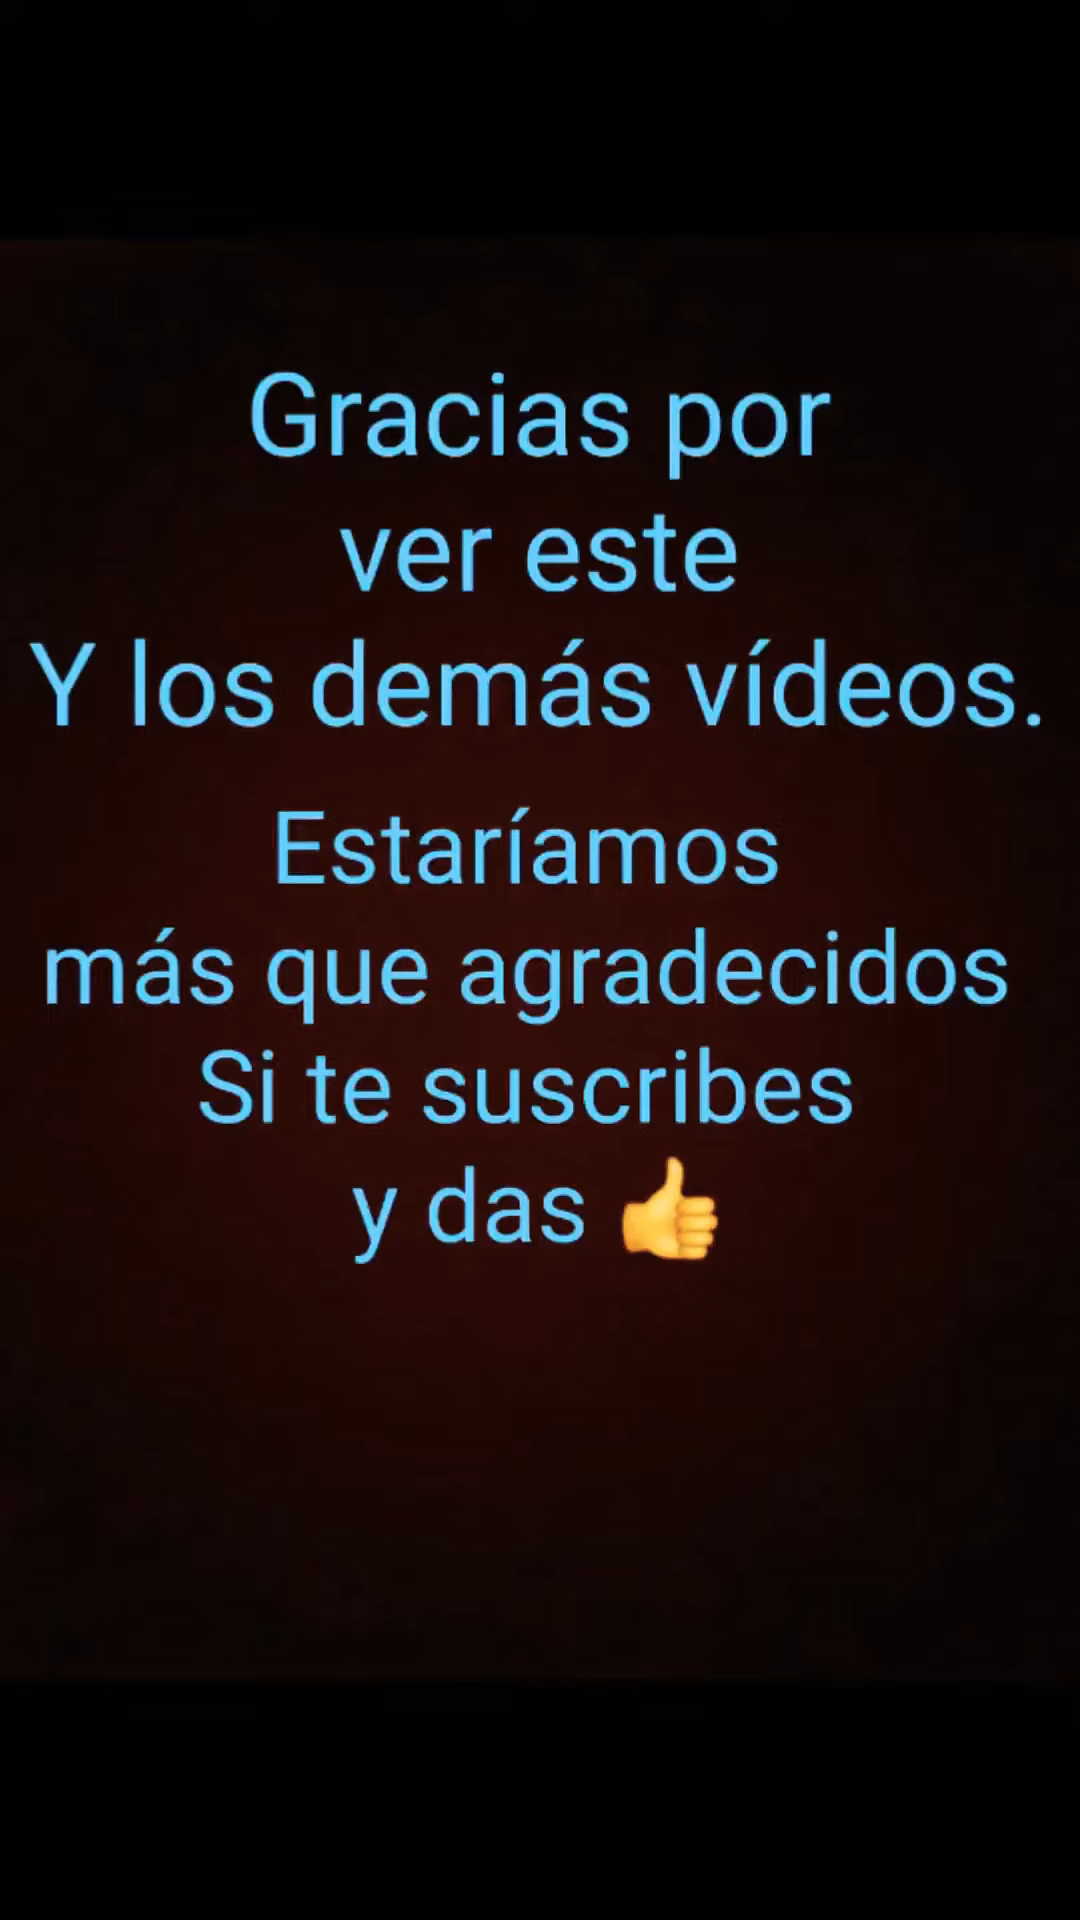 Gracias por
ver este
Y los demás vídeos.
Estaríamos
más que agradecidos
Si te suscribes
y das 👍